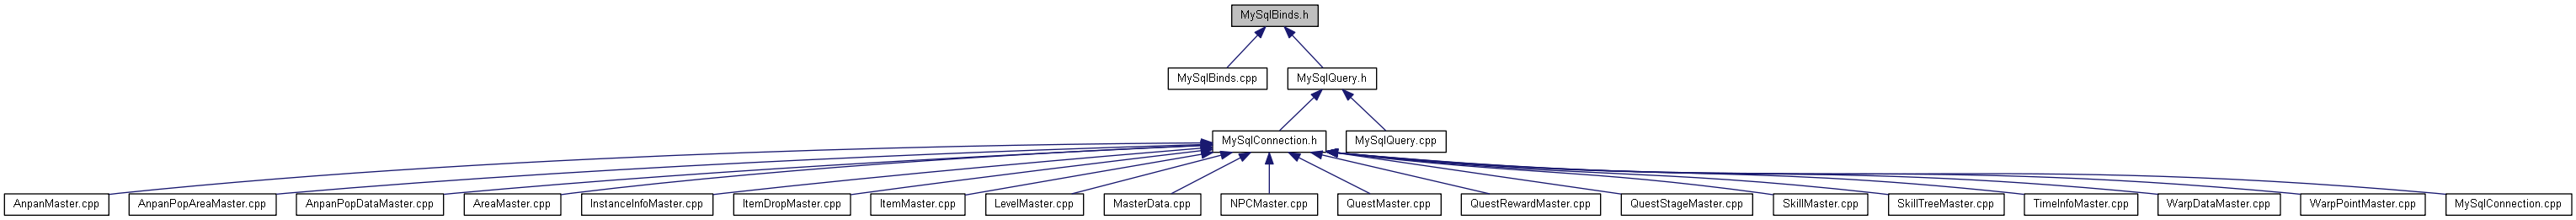 MySqlBinds.h
MySqlBinds.cpp
MySqlQuery.h
MySqlConnection.h
MySqlQuery.cpp
AnpanMaster.cpp
AnpanPopAreaMaster.cpp
AnpanPopDataMaster.cpp
AreaMaster.cpp
InstanceInfoMaster.cpp
ItemDropMaster.cpp
ItemMaster.cpp
LevelMaster.cpp
MasterData.cpp
NPCMaster.cpp
QuestMaster.cpp
QuestRewardMaster.cpp
QuestStageMaster.cpp
SkillMaster.cpp
SkillTreeMaster.cpp
TimeInfoMaster.cpp
WarpDataMaster.cpp
WarpPointMaster.cpp
MySqlConnection.cpp